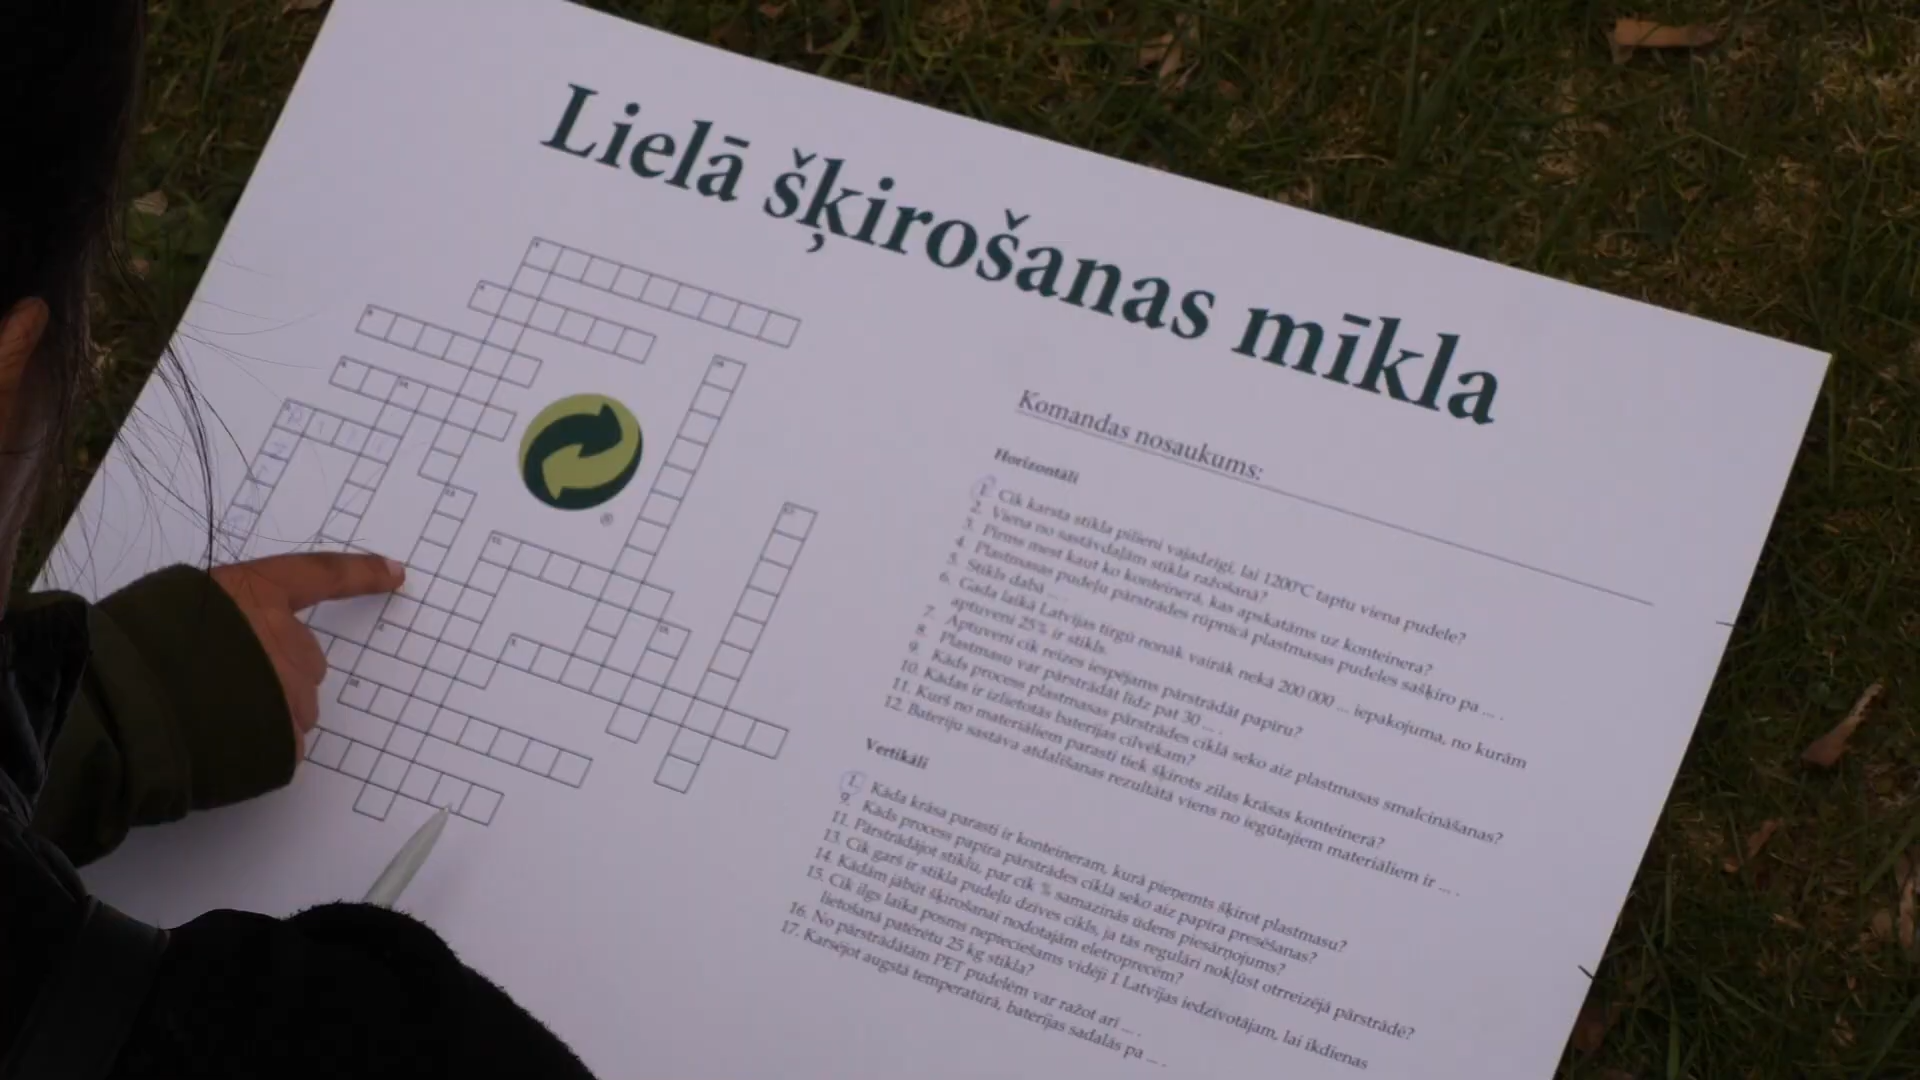 Lielā šķirošanas mīkla
Komandas nosaukums:
Horizontāli
1. Cik karsta stikla pilieni vajadzīgi, lai 1200°C taptu viena pudele?
2. Viena no sastāvdaļām stikla ražošanā?
3. Pirms mest kaut ko konteinerā, kas apskatāms uz konteinera?
4. Plastmasas pudeļu pārstrādes rūpnīcā plastmasas pudeles sašķiro pa ... .
5. Stikls dabā ... .
6. Gada laikā Latvijas tirgū nonāk vairāk nekā 200 000 ... iepakojuma, no kurām
aptuveni 25% ir stikls.
7. Aptuveni cik reizes iespējams pārstrādāt papīru?
8. Plastmasu var pārstrādāt līdz pat 30 ... .
9. Kāds process plastmasas pārstrādes ciklā seko aiz plastmasas smalcināšanas?
10. Kādas ir izlietotās baterijas cilvēkam?
11. Kurš no materiāliem parasti tiek šķirots zilas krāsas konteinerā?
12. Bateriju sastāva atdalīšanas rezultātā viens no iegūtajiem materiāliem ir ... .
Vertikāli
1. Kāda krāsa parasti ir konteineram, kurā pieņemts šķirot plastmasu?
9. Kāds process papīra pārstrādes ciklā seko aiz papīra presēšanas?
11. Pārstrādājot stiklu, par cik % samazinās ūdens piesārņojums?
13. Cik garš ir stikla pudeļu dzīves cikls, ja tās regulāri nokļūst otrreizējā pārstrādē?
14. Kādām jābūt šķirošanai nodotajām eletroprecēm?
15. Cik ilgs laika posms nepieciešams vidēji 1 Latvijas iedzīvotājam, lai ikdienas
lietošanā patērētu 25 kg stikla?
16. No pārstrādātām PET pudelēm var ražot arī ... .
17. Karsējot augstā temperatūrā, baterijas sadalās pa ... .